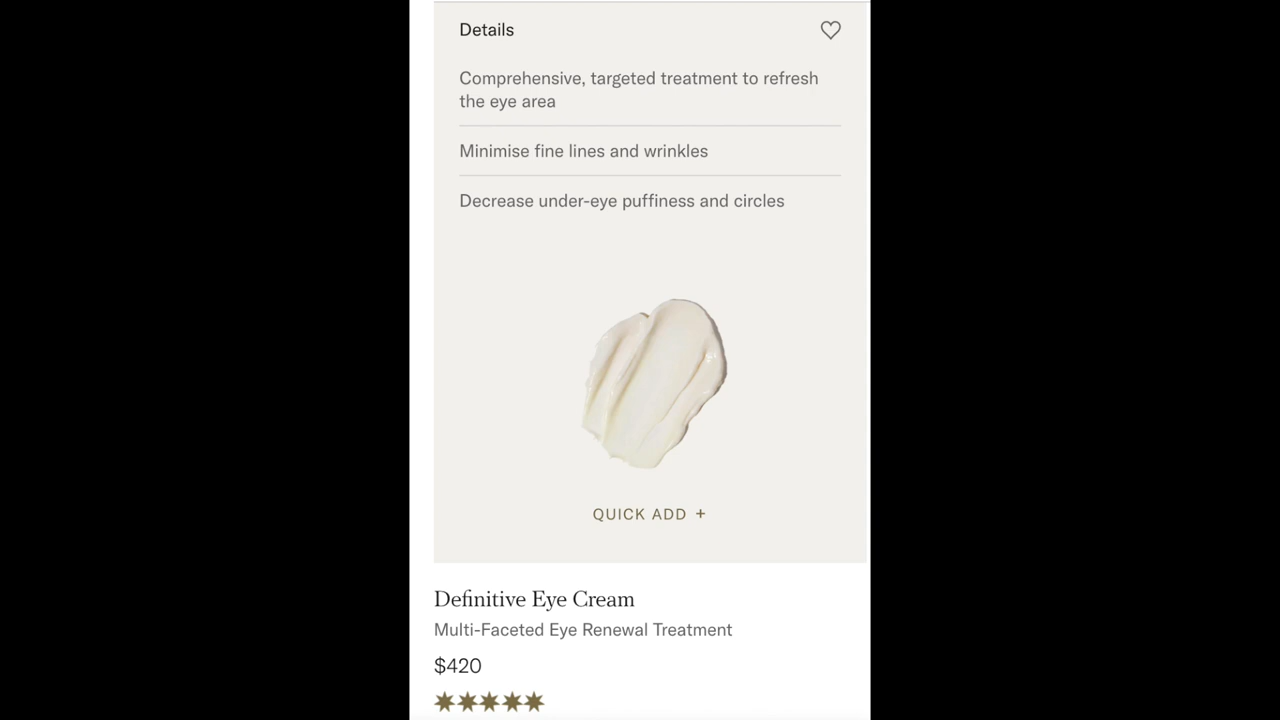 Details
Comprehensive, targeted treatment to refresh
the eye area
Minimise fine lines and wrinkles
Decrease under-eye puffiness and circles
QUICK ADD +
Definitive Eye Cream
Multi-Faceted Eye Renewal Treatment
$420